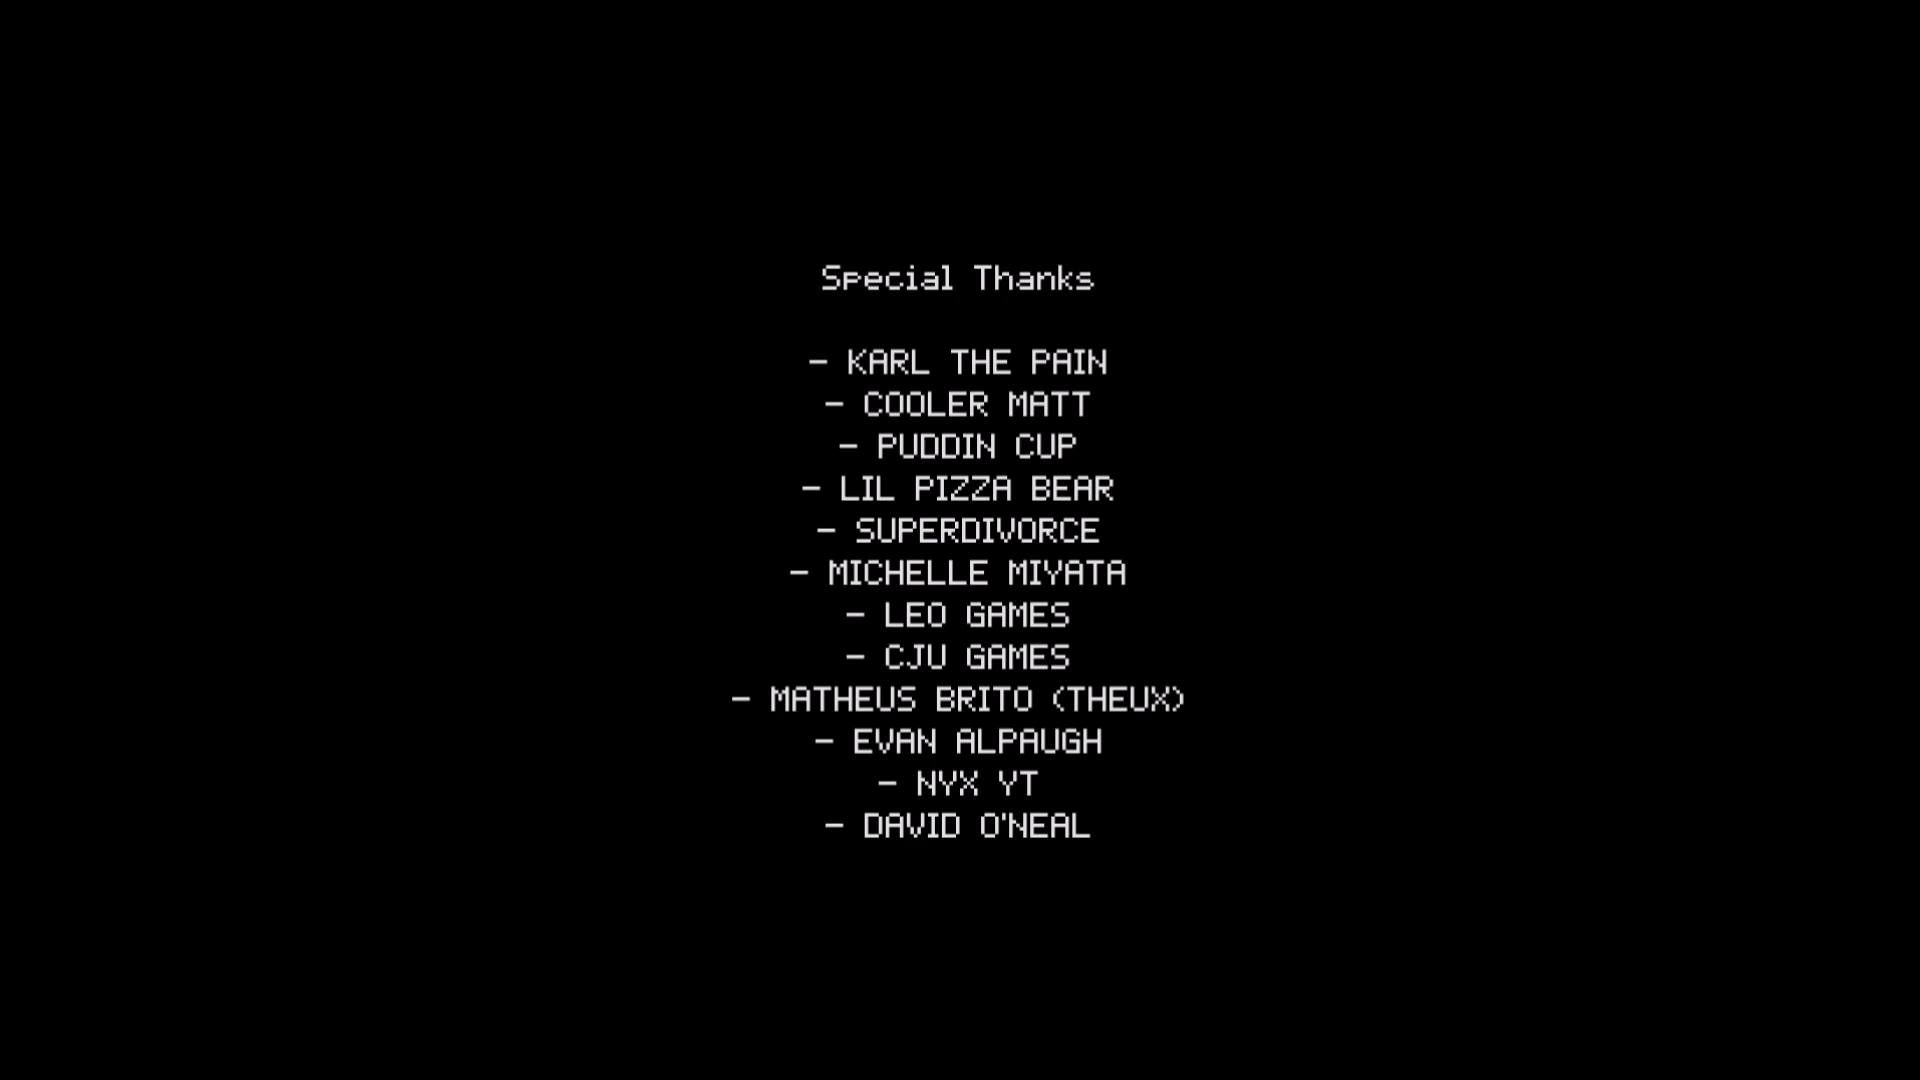 Special Thanks
- KARL THE PAIN
- COOLER MATT
- PUDDIN CUP
- LIL PIZZA BEAR
- SUPERDIVORCE
- MICHELLE MIYATA
- LEO GAMES
- CJU GAMES
- MATHEUS BRITO (THEUX)
- EVAN ALPAUGH
- NYX YT
- DAVID O'NEAL